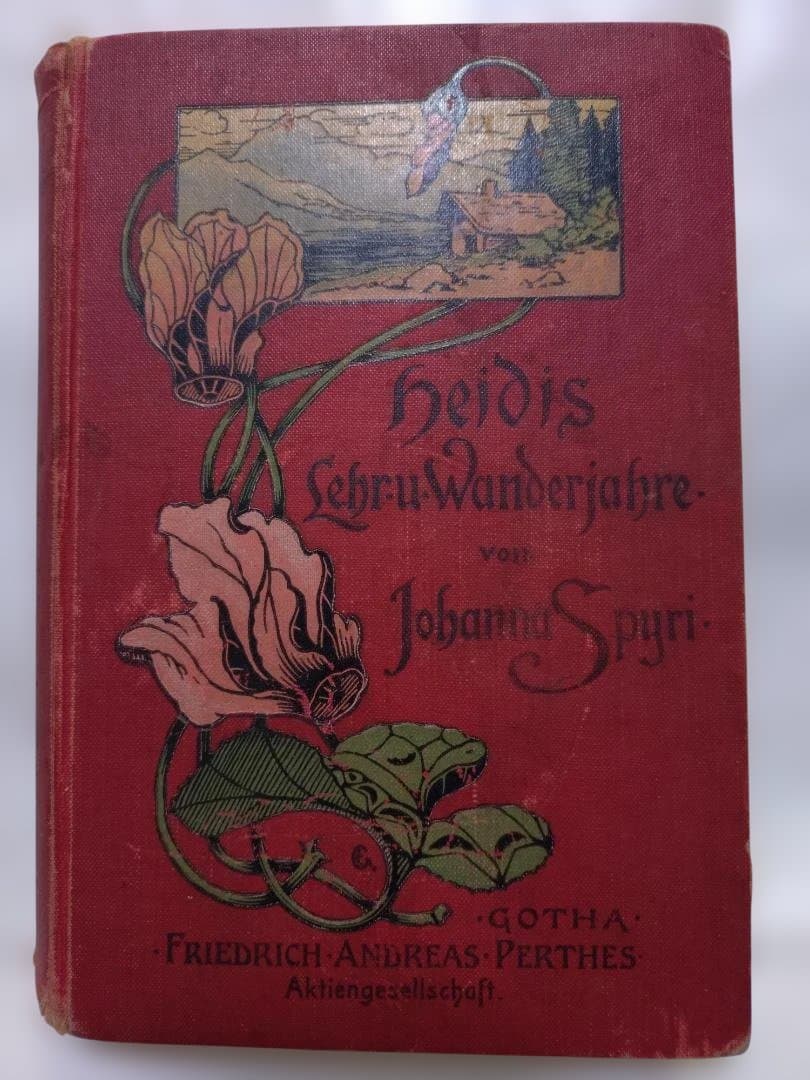 Heidis
Lehr-u-Wanderjahre·
von
Johanna Spyri·
·GOTHA·
·FRIEDRICH·ANDREAS·PERTHES·
Aktiengesellschaft.